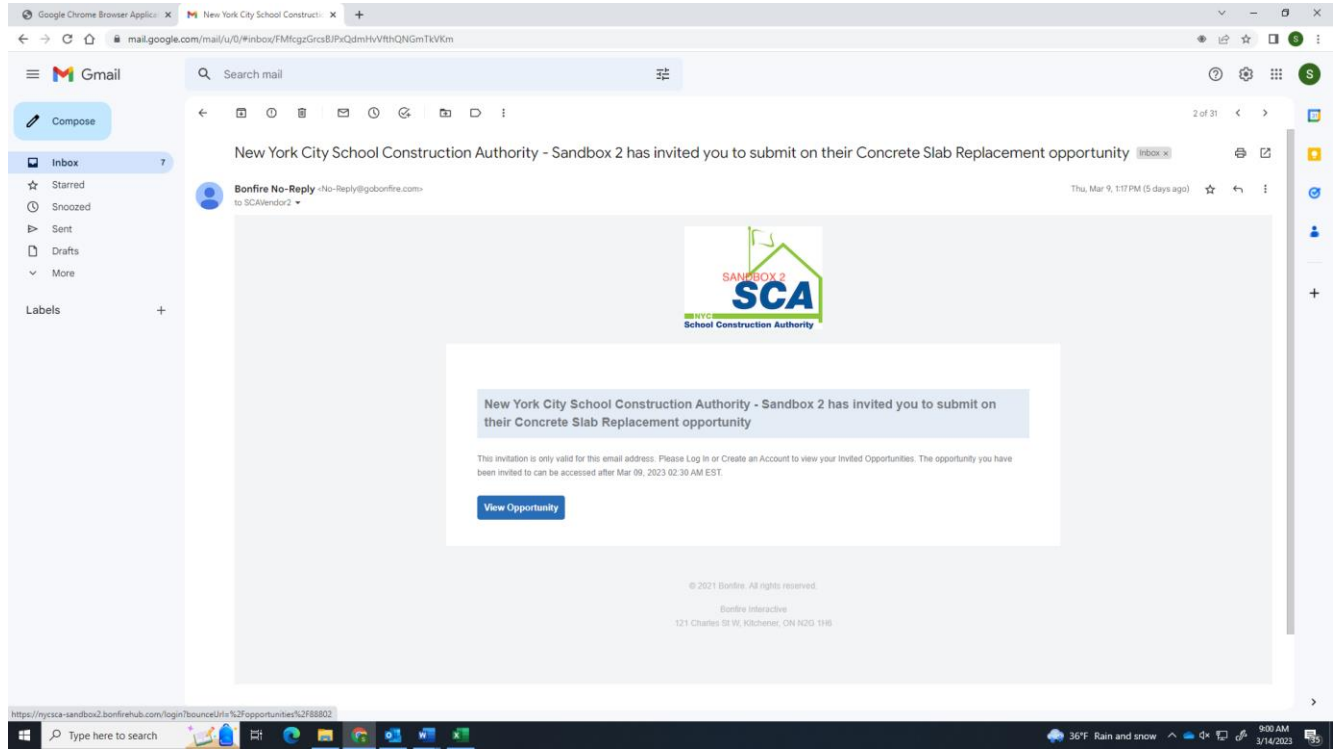 Google Chrome Browser Applica
New York City School Constructi
mail.google.com/mail/u/0/#inbox/FMfcgzGrcsBJPxQdmHvVfthQNGmTkVKm
S
Gmail
Search mail
S
Compose
2 of 31
Inbox 7
Starred
Snoozed
Sent
Drafts
More
Labels
New York City School Construction Authority - Sandbox 2 has invited you to submit on their Concrete Slab Replacement opportunity Inbox x
Bonfire No-Reply <No-Reply@gobonfire.com>
Thu, Mar 9, 1:17 PM (5 days ago)
to SCAVendor2
SANDBOX 2
SCA
NYC
School Construction Authority
New York City School Construction Authority - Sandbox 2 has invited you to submit on
their Concrete Slab Replacement opportunity
This invitation is only valid for this email address. Please Log In or Create an Account to view your Invited Opportunities. The opportunity you have
been invited to can be accessed after Mar 09, 2023 02:30 AM EST.
View Opportunity
© 2021 Bonfire. All rights reserved.
Bonfire Interactive
121 Charles St W, Kitchener, ON N2G 1H6
https://nycsca-sandbox2.bonfirehub.com/login?bounceUrl=%2Fopportunities%2F88802
Type here to search
36°F Rain and snow
9:00 AM
3/14/2023
35